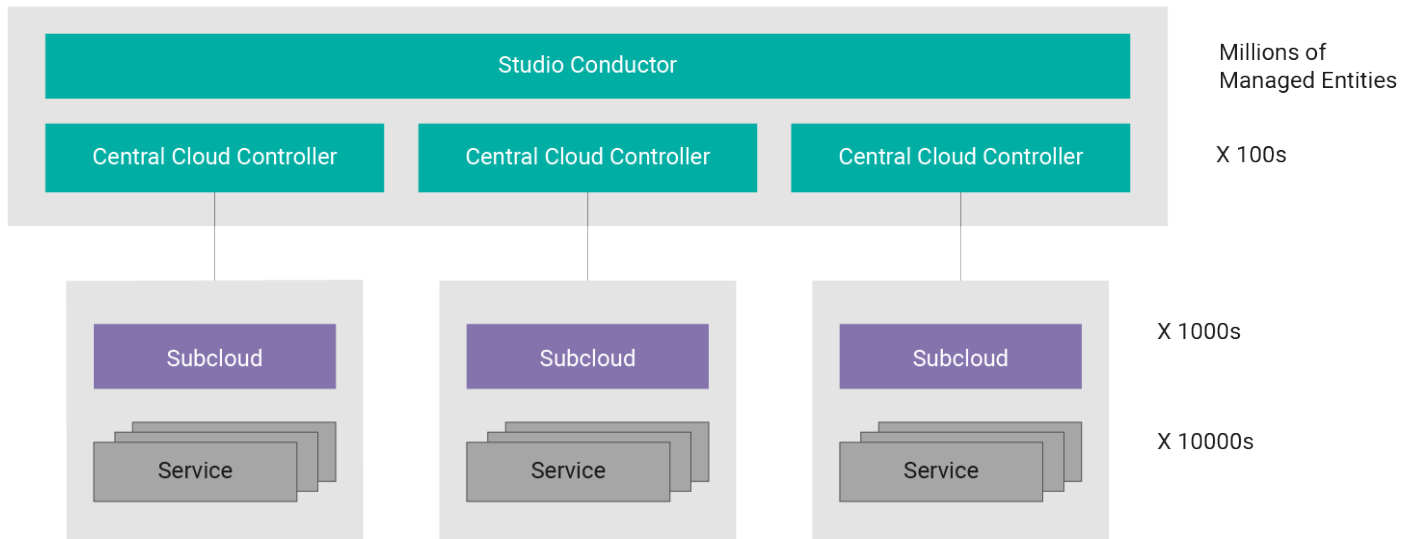 Studio Conductor
Millions of
Managed Entities
Central Cloud Controller
Central Cloud Controller
Central Cloud Controller
X 100s
Subcloud
Subcloud
Subcloud
X 1000s
Service
Service
Service
X 10000s